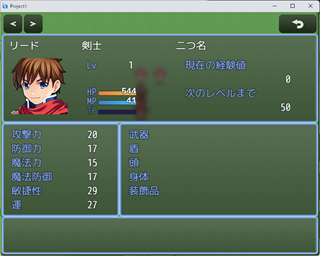 Project1
リード 剣士 二つ名
Lv 1 現在の経験値
0
HP 544 次のレベルまで
MP 41
50
攻撃力 20 武器
防御力 17 盾
魔法力 15 頭
魔法防御 17 身体
敏捷性 29 装飾品
運 27